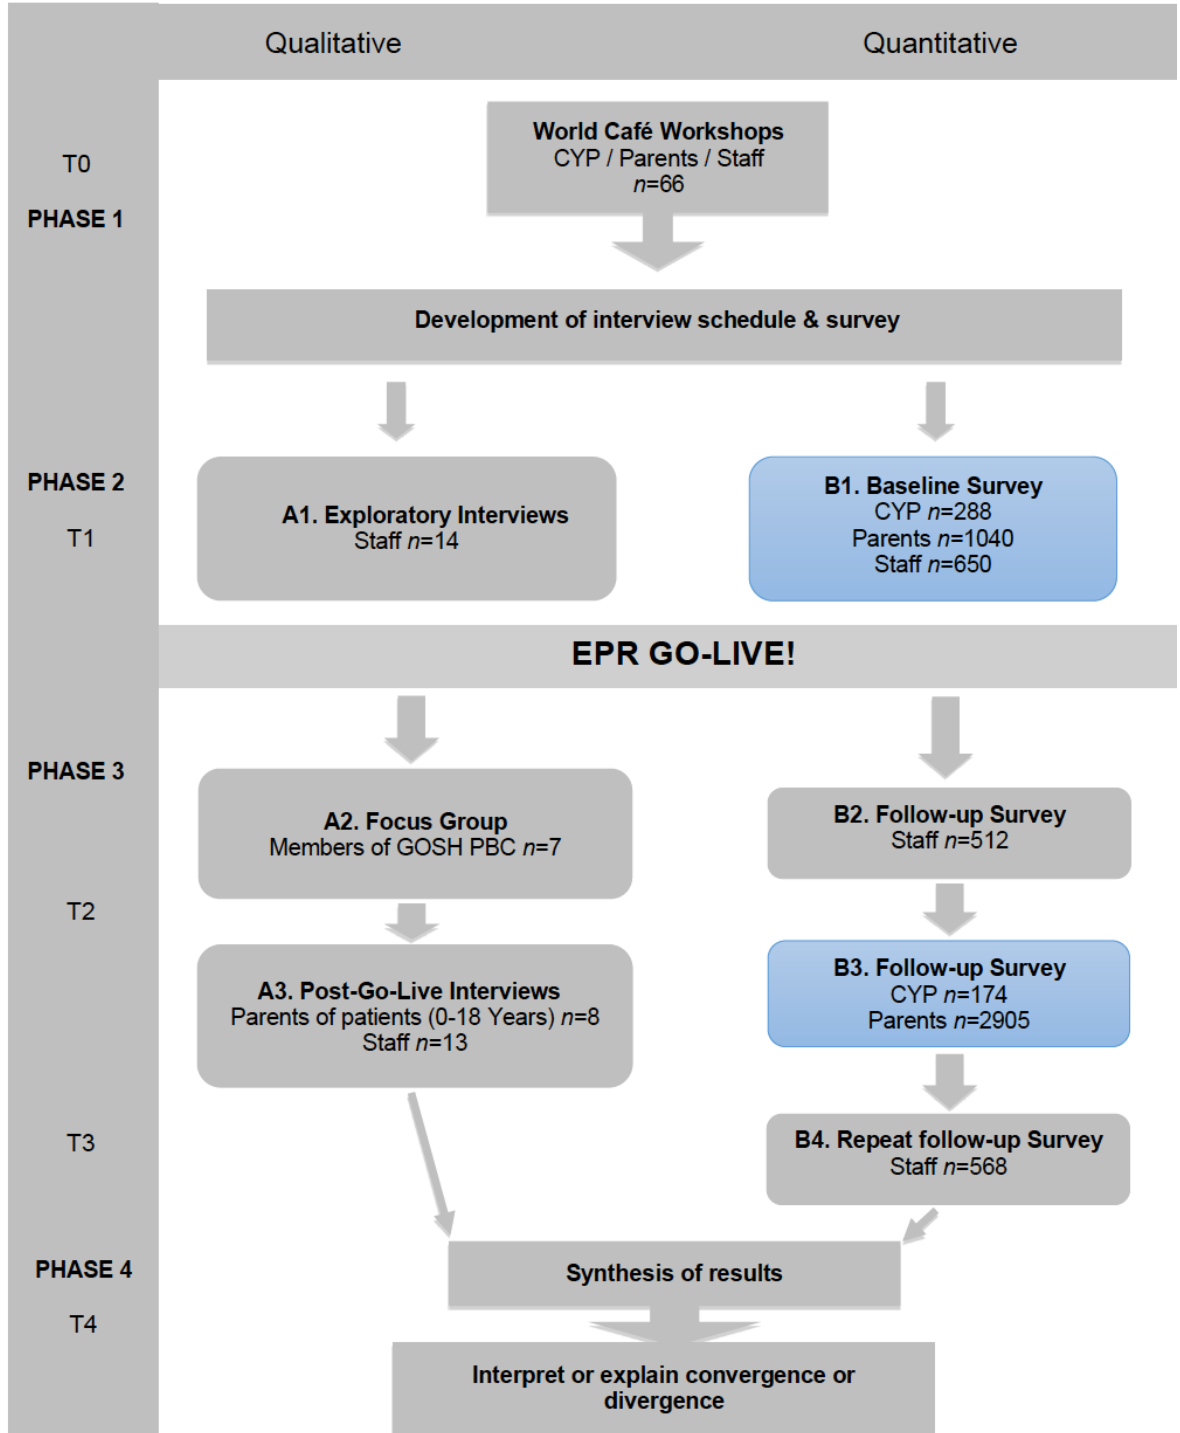 Qualitative
Quantitative
T0
PHASE 1
World Café Workshops
CYP / Parents / Staff
n=66
Development of interview schedule & survey
PHASE 2
T1
A1. Exploratory Interviews
Staff n=14
B1. Baseline Survey
CYP n=288
Parents n=1040
Staff n=650
EPR GO-LIVE!
PHASE 3
A2. Focus Group
Members of GOSH PBC n=7
B2. Follow-up Survey
Staff n=512
T2
A3. Post-Go-Live Interviews
Parents of patients (0-18 Years) n=8
Staff n=13
B3. Follow-up Survey
CYP n=174
Parents n=2905
T3
B4. Repeat follow-up Survey
Staff n=568
PHASE 4
T4
Synthesis of results
Interpret or explain convergence or
divergence